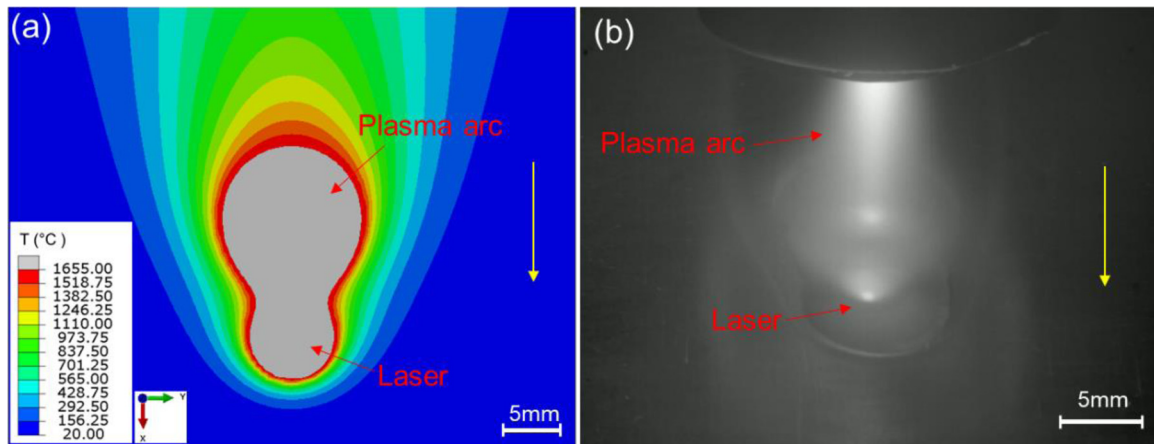 (a)
Plasma arc
T (°C )
1655.00
1518.75
1382.50
1246.25
1110.00
973.75
837.50
701.25
565.00
428.75
292.50
156.25
20.00
Y
X
Laser
5mm
(b)
Plasma arc
Laser
5mm